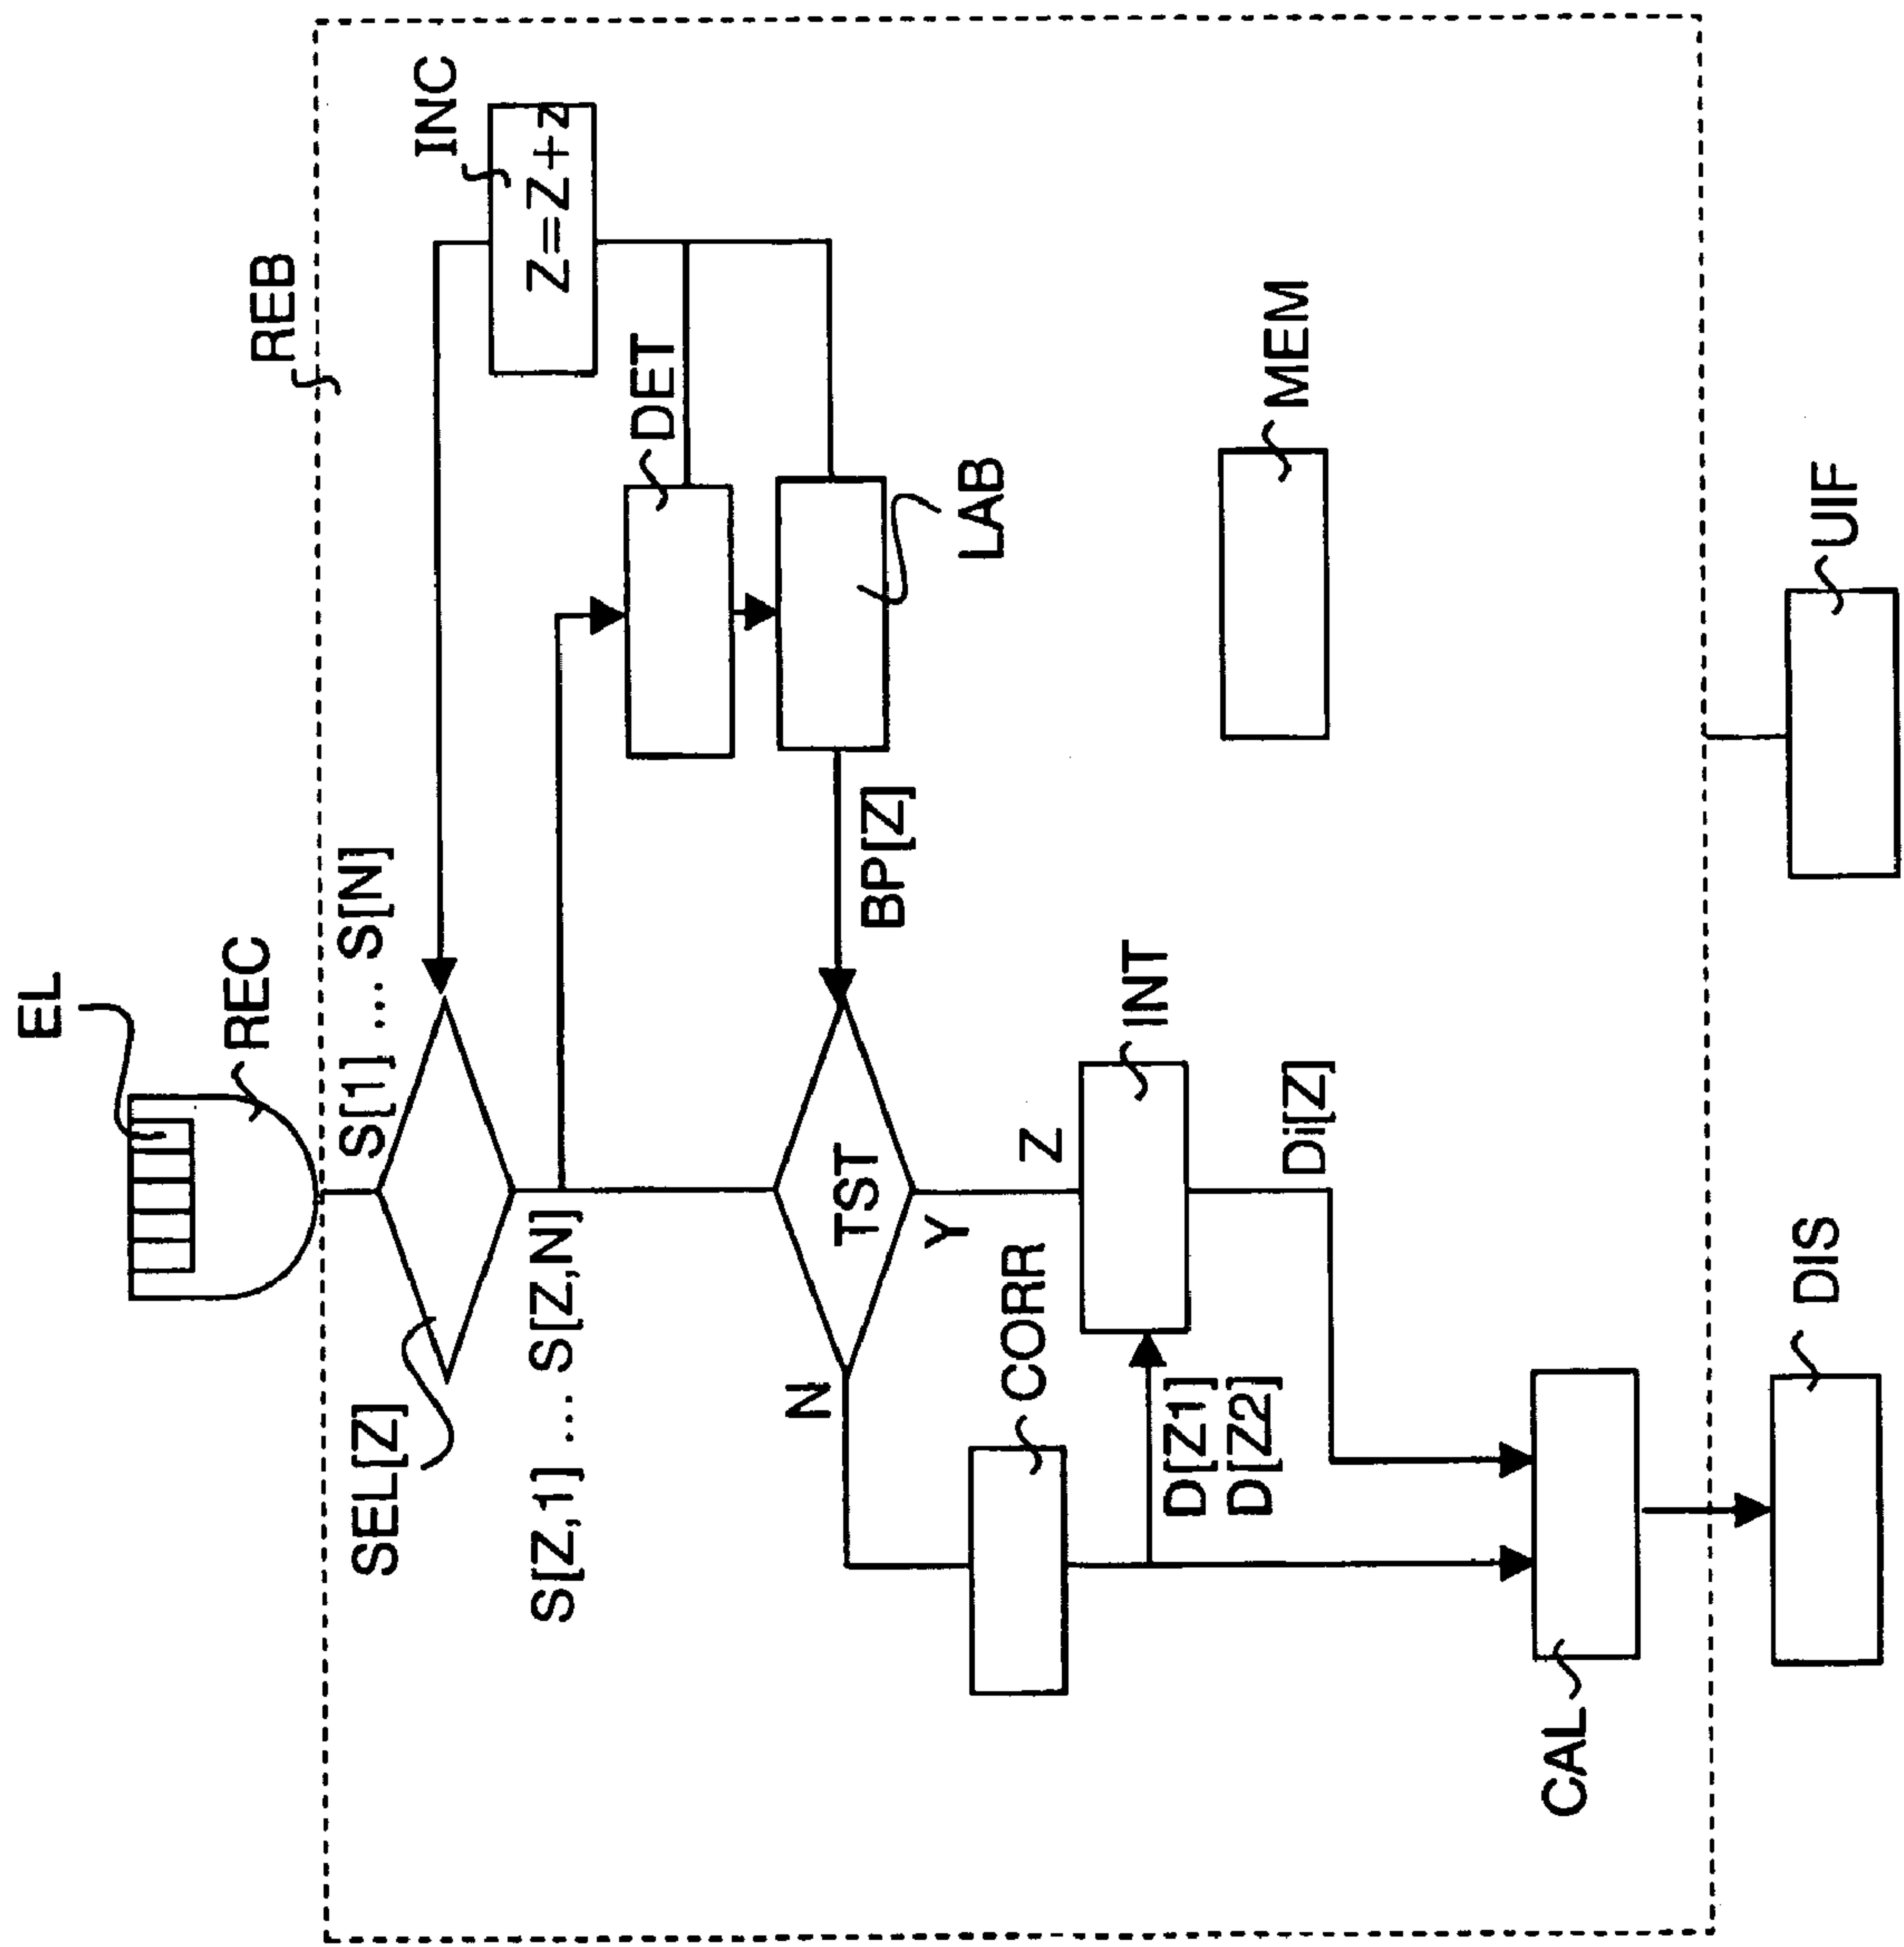 EL
REC
REB
S[1] ... S[N]
INC
Z=Z+z
SEL[Z]
S[Z,1] ... S[Z,N]
DET
LAB
BP[Z]
TST
N
Y
Z
CORR
INT
D[Z1]
D[Z2]
Di[Z]
MEM
CAL
DIS
UIF